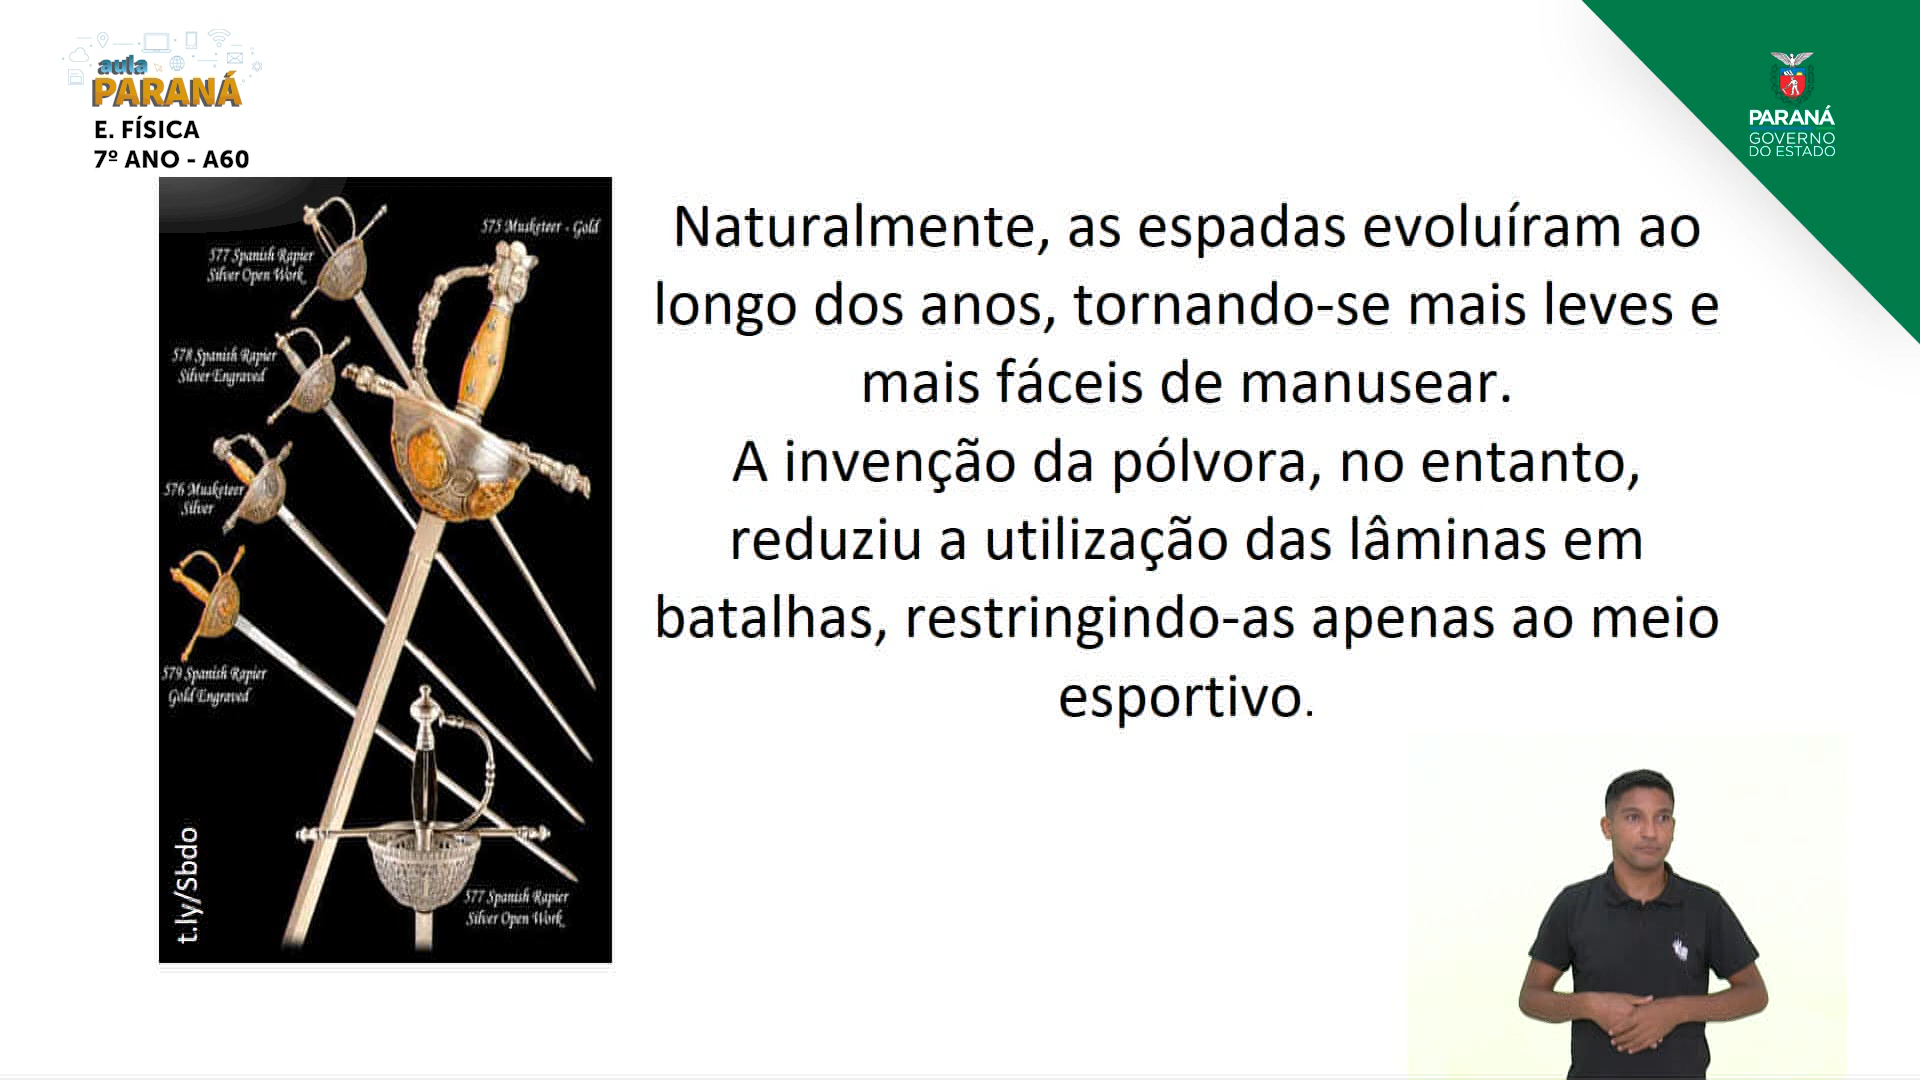 aula
PARANÁ
E. FÍSICA
7º ANO - A60
PARANÁ
GOVERNO
DO ESTADO
575 Musketeer - Gold
577 Spanish Rapier
Silver Open Work
578 Spanish Rapier
Silver Engraved
576 Musketeer
Silver
579 Spanish Rapier
Gold Engraved
577 Spanish Rapier
Silver Open Work
t.ly/Sbdo
Naturalmente, as espadas evoluíram ao
longo dos anos, tornando-se mais leves e
mais fáceis de manusear.
A invenção da pólvora, no entanto,
reduziu a utilização das lâminas em
batalhas, restringindo-as apenas ao meio
esportivo.